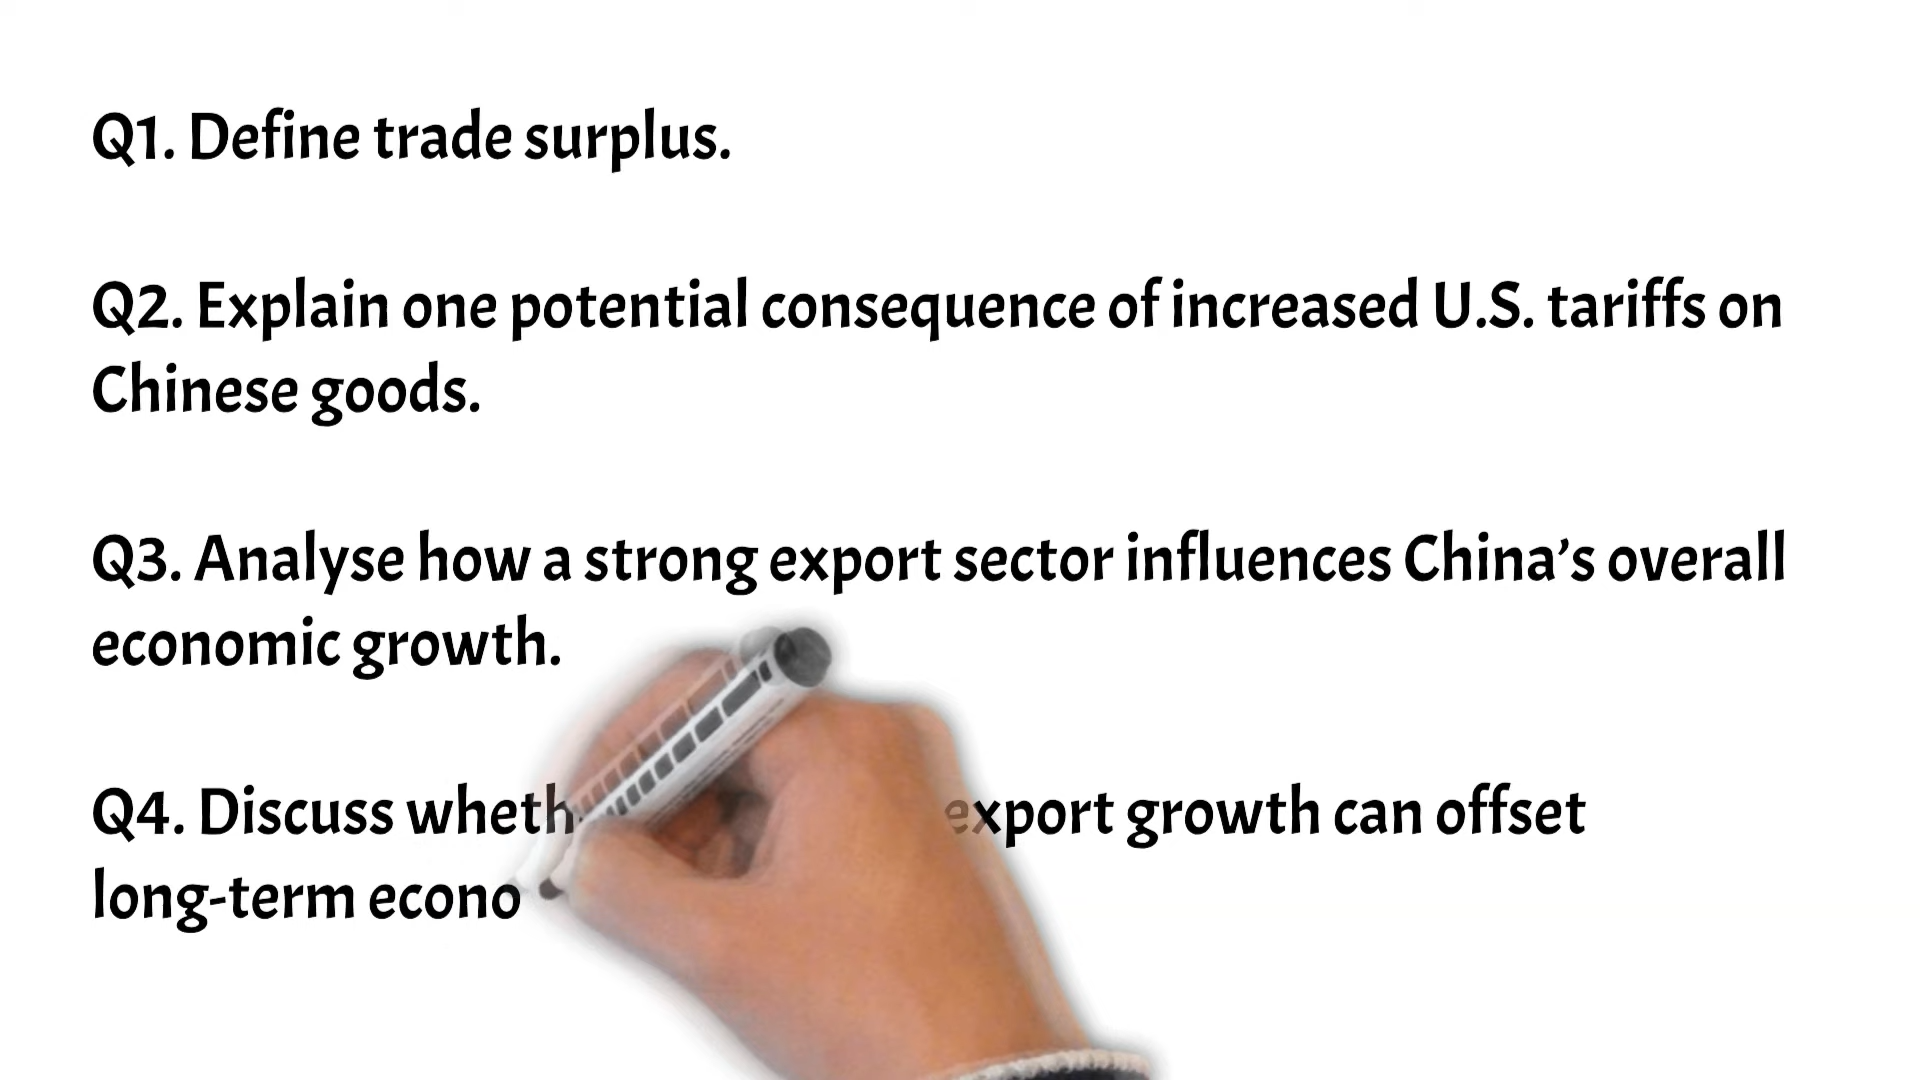 Q1. Define trade surplus.
Q2. Explain one potential consequence of increased U.S. tariffs on
Chinese goods.
Q3. Analyse how a strong export sector influences China’s overall
economic growth.
Q4. Discuss export growth can offset
long-term econo